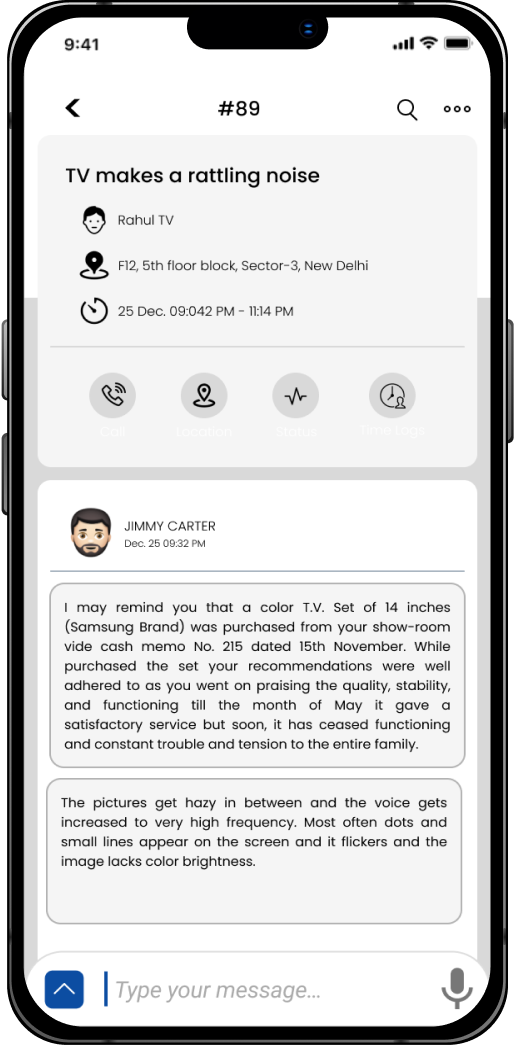 9:41
#89
TV makes a rattling noise
Rahul TV
F12, 5th floor block, Sector-3, New Delhi
25 Dec. 09:042 PM - 11:14 PM
Call Location Status Time Logs
JIMMY CARTER
Dec. 25 09:32 PM
I may remind you that a color T.V. Set of 14 inches
(Samsung Brand) was purchased from your show-room
vide cash memo No. 215 dated 15th November. While
purchased the set your recommendations were well
adhered to as you went on praising the quality, stability,
and functioning till the month of May it gave a
satisfactory service but soon, it has ceased functioning
and constant trouble and tension to the entire family.
The pictures get hazy in between and the voice gets
increased to very high frequency. Most often dots and
small lines appear on the screen and it flickers and the
image lacks color brightness.
Type your message...